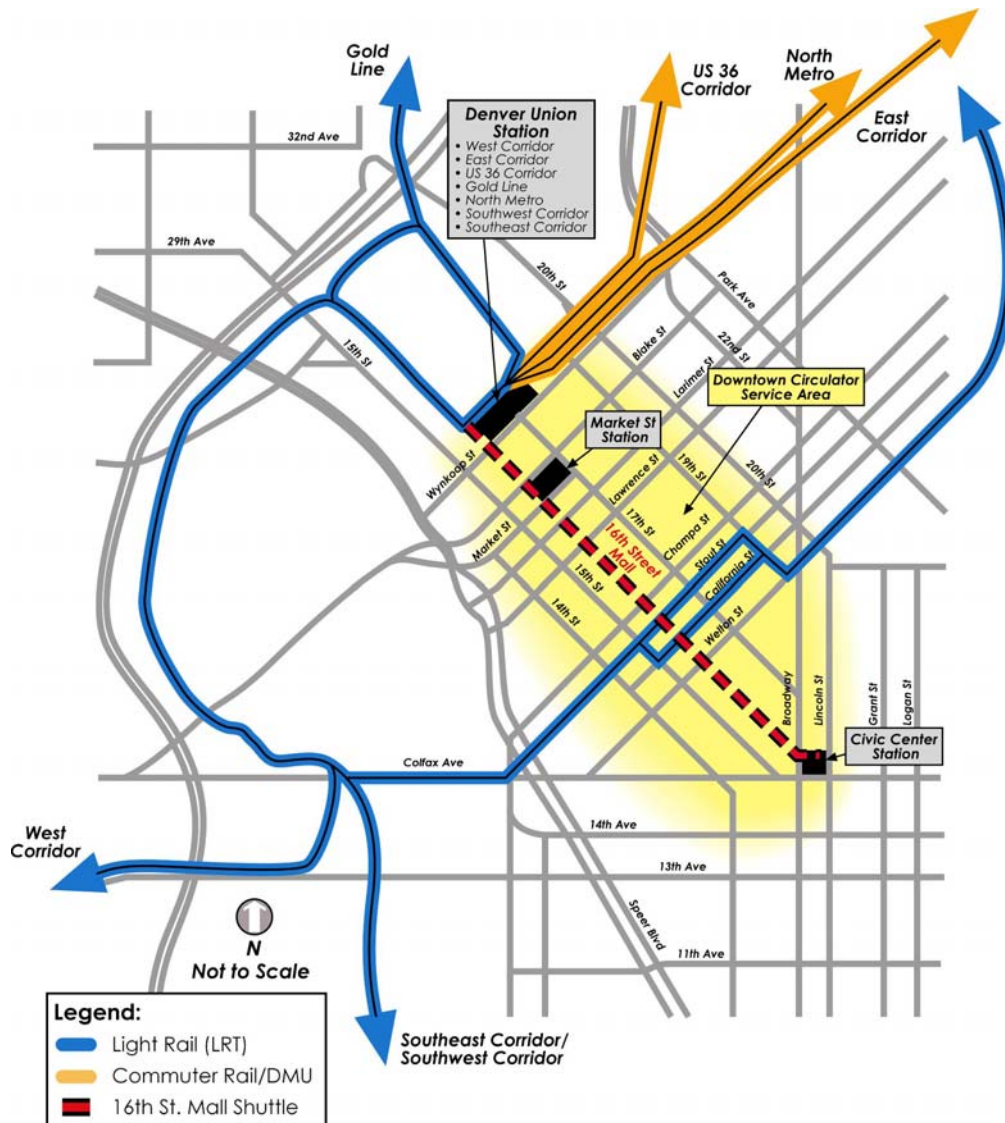 Gold
Line
US 36
Corridor
North
Metro
East
Corridor
32nd Ave
Denver Union
Station
• West Corridor
• East Corridor
• US 36 Corridor
• Gold Line
• North Metro
• Southwest Corridor
• Southeast Corridor
29th Ave
20th St
Park Ave
15th St
Blake St
22nd St
Larimer St
Downtown Circulator
Service Area
Market St
Station
Wynkoop St
Lawrence St
19th St
20th St
Market St
17th St
Champa St
16th Street
Mall
Stout St
California St
15th St
14th St
Welton St
Broadway
Lincoln St
Grant St
Logan St
Civic Center
Station
Colfax Ave
14th Ave
West
Corridor
13th Ave
Speer Blvd
N
Not to Scale
11th Ave
Legend:
Light Rail (LRT)
Commuter Rail/DMU
16th St. Mall Shuttle
Southeast Corridor/
Southwest Corridor